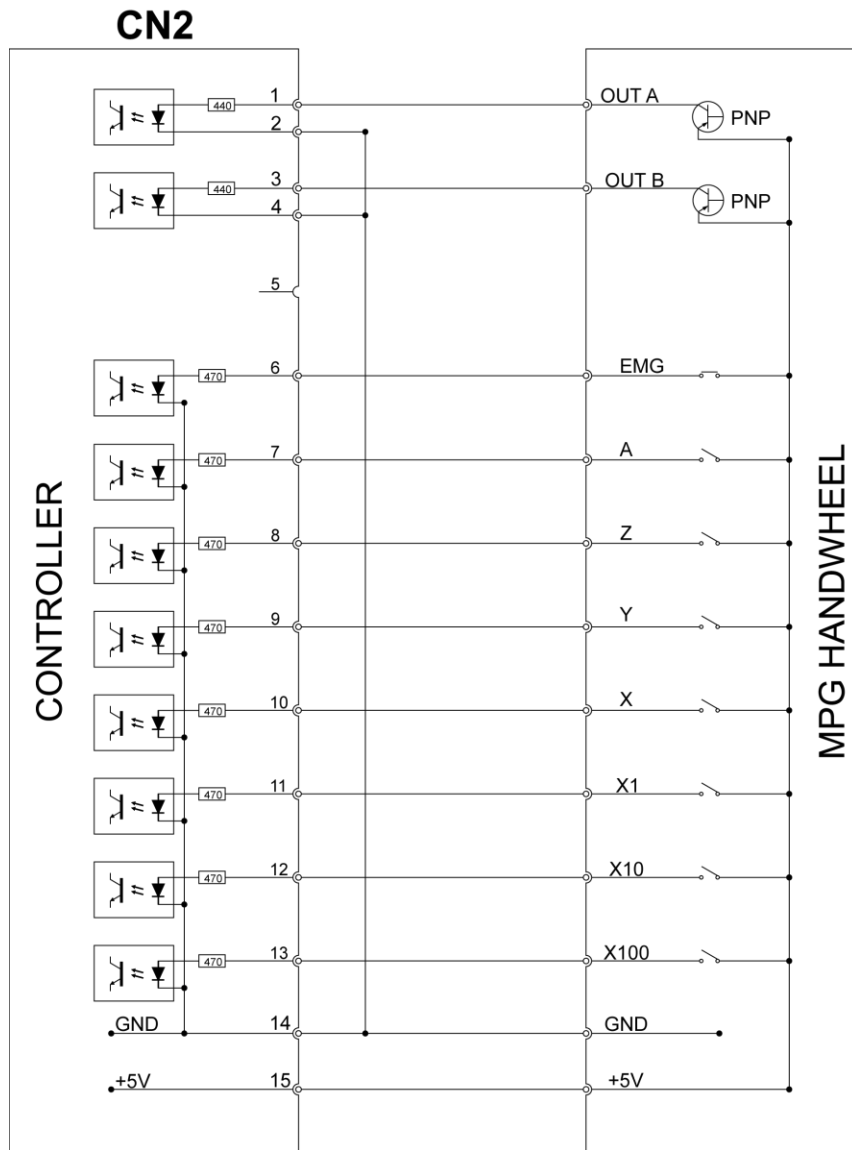 CN2
440 1 OUT A PNP
2
440 3 OUT B PNP
4
5
470 6 EMG
470 7 A
470 8 Z
470 9 Y
470 10 X
470 11 X1
470 12 X10
470 13 X100
GND 14 GND
+5V 15 +5V
CONTROLLER
MPG HANDWHEEL